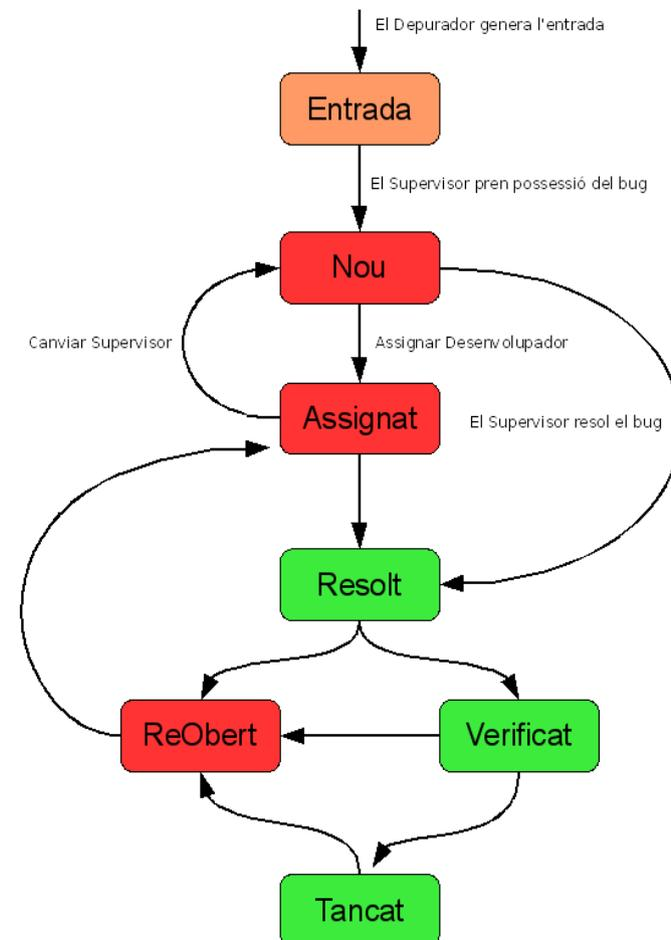 El Depurador genera l'entrada
Entrada
El Supervisor pren possessió del bug
Nou
Canviar Supervisor
Assignar Desenvolupador
Assignat
El Supervisor resol el bug
Resolt
ReObert
Verificat
Tancat